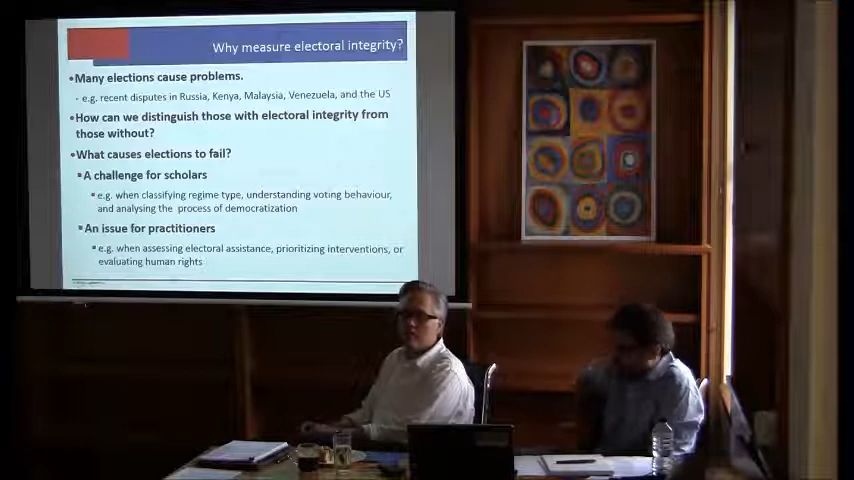 Why measure electoral integrity?
•Many elections cause problems.
- e.g. recent disputes in Russia, Kenya, Malaysia, Venezuela, and the US
•How can we distinguish those with electoral integrity from
those without?
•What causes elections to fail?
▪A challenge for scholars
▪e.g. when classifying regime type, understanding voting behaviour,
and analysing the process of democratization
▪An issue for practitioners
▪e.g. when assessing electoral assistance, prioritizing interventions, or
evaluating human rights